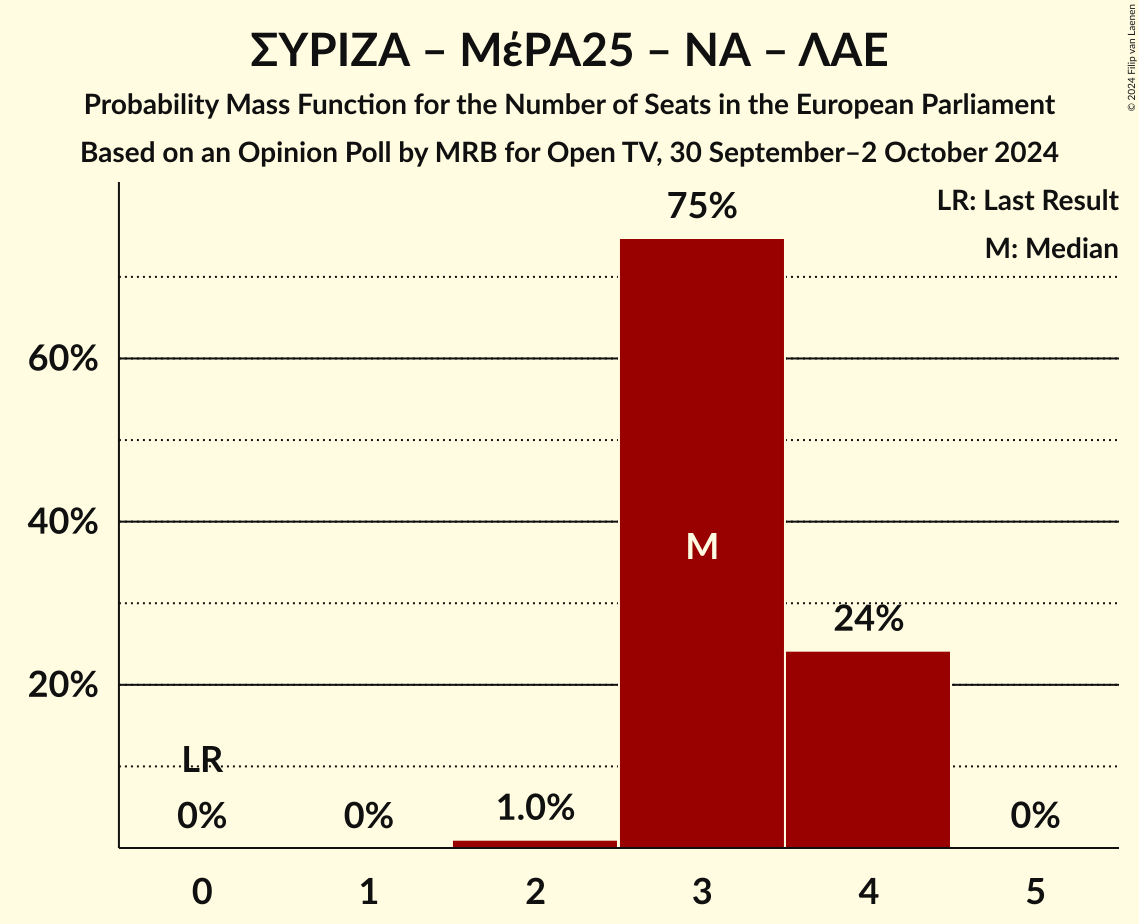 ΣΥΡΙΖΑ – ΜέΡΑ25 – ΝΑ – ΛΑΕ
Probability Mass Function for the Number of Seats in the European Parliament
Based on an Opinion Poll by MRB for Open TV, 30 September–2 October 2024
© 2024 Filip van Laenen
LR: Last Result
M: Median
75%
60%
40%
M
24%
20%
LR
0%
0%
1.0%
0%
0 1 2 3 4 5